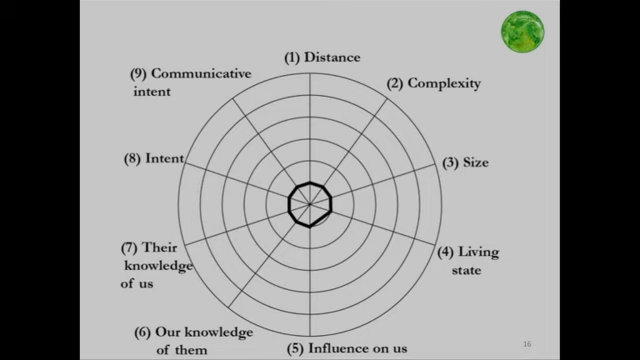 (1) Distance
(2) Complexity
(3) Size
(4) Living
state
(5) Influence on us
(6) Our knowledge
of them
(7) Their
knowledge
of us
(8) Intent
(9) Communicative
intent
16